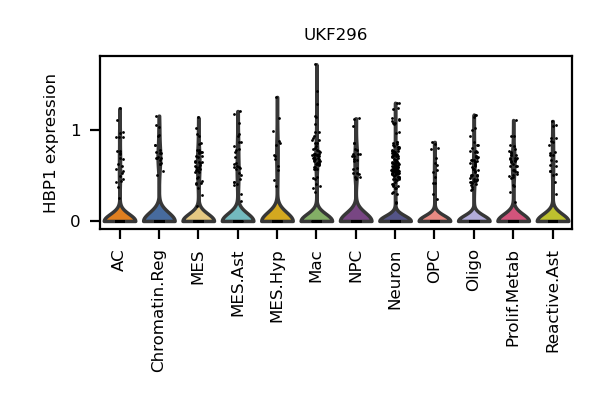 UKF296
HBP1 expression
1
0
AC
Chromatin.Reg
MES
MES.Ast
MES.Hyp
Mac
NPC
Neuron
OPC
Oligo
Prolif.Metab
Reactive.Ast